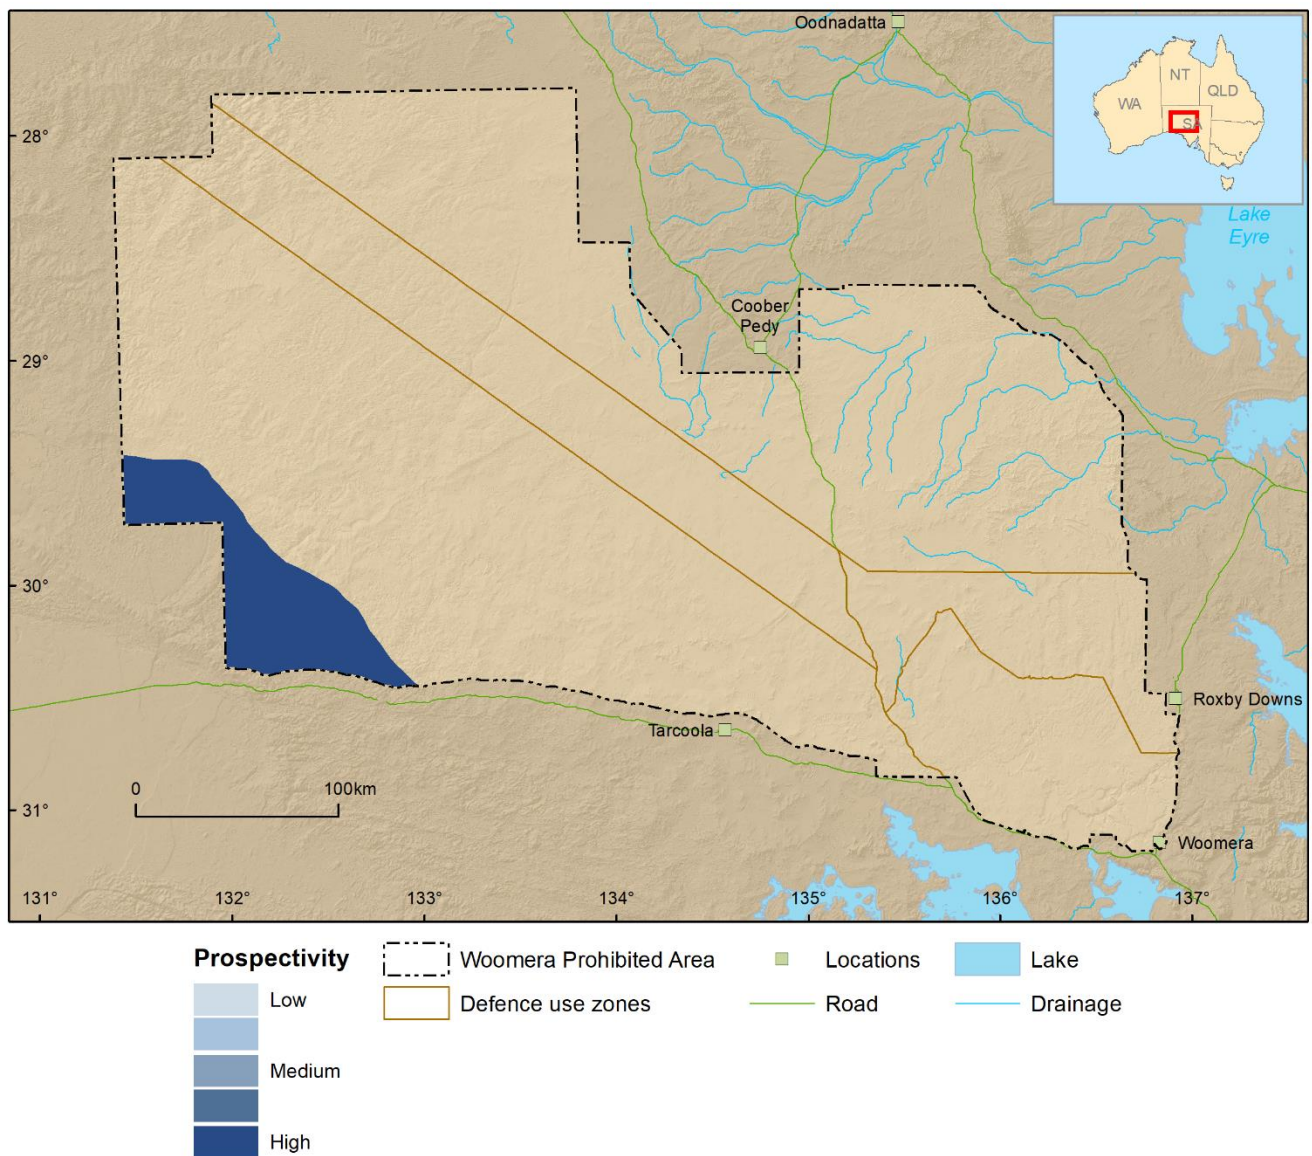 Oodnadatta
NT
WA
QLD
SA
28°
Lake
Eyre
Coober
Pedy
29°
30°
Roxby Downs
Tarcoola
0
100km
31°
Woomera
131°
132°
133°
134°
135°
136°
137°
Prospectivity
Low
Medium
High
Woomera Prohibited Area
Defence use zones
Locations
Road
Lake
Drainage